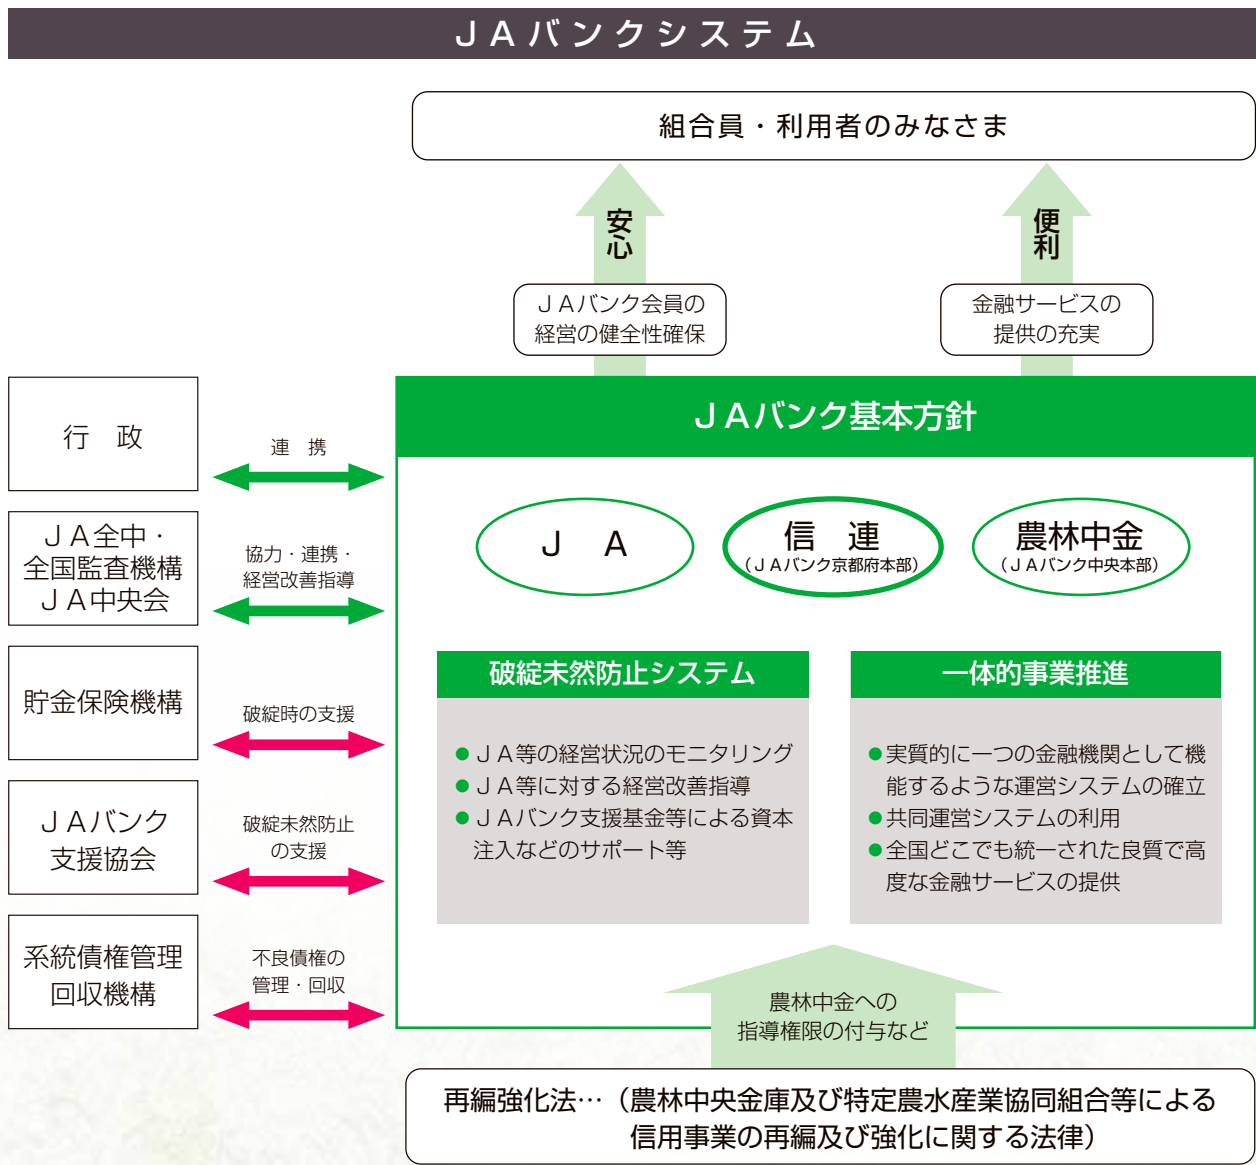 ＪＡバンクシステム
組合員・利用者のみなさま
安心
便利
ＪＡバンク会員の
経営の健全性確保
金融サービスの
提供の充実
ＪＡバンク基本方針
行　政
連　携
ＪＡ全中・
全国監査機構
ＪＡ中央会
協力・連携・
経営改善指導
貯金保険機構
破綻時の支援
ＪＡバンク
支援協会
破綻未然防止
の支援
系統債権管理
回収機構
不良債権の
管理・回収
Ｊ　Ａ
信　連
（ＪＡバンク京都府本部）
農林中金
（ＪＡバンク中央本部）
破綻未然防止システム
●ＪＡ等の経営状況のモニタリング
●ＪＡ等に対する経営改善指導
●ＪＡバンク支援基金等による資本
注入などのサポート等
一体的事業推進
●実質的に一つの金融機関として機
能するような運営システムの確立
●共同運営システムの利用
●全国どこでも統一された良質で高
度な金融サービスの提供
農林中金への
指導権限の付与など
再編強化法…（農林中央金庫及び特定農水産業協同組合等による
信用事業の再編及び強化に関する法律）